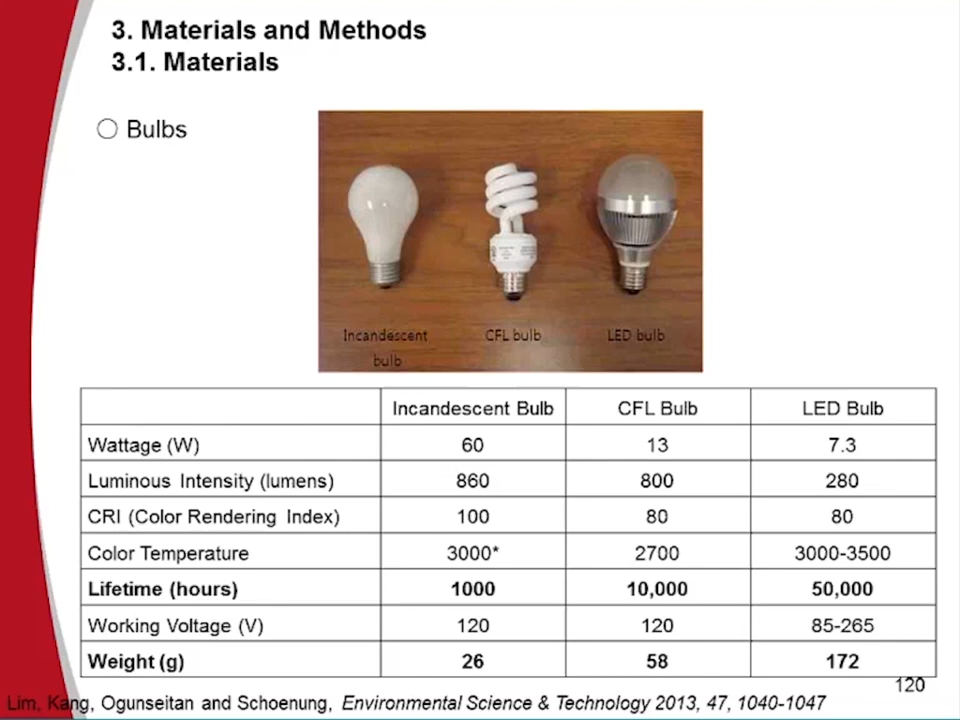 3. Materials and Methods
3.1. Materials
Bulbs
Incandescent
bulb
CFL bulb
LED bulb
Incandescent Bulb CFL Bulb LED Bulb
Wattage (W) 60 13 7.3
Luminous Intensity (lumens) 860 800 280
CRI (Color Rendering Index) 100 80 80
Color Temperature 3000* 2700 3000-3500
Lifetime (hours) 1000 10,000 50,000
Working Voltage (V) 120 120 85-265
Weight (g) 26 58 172
120
Lim, Kang, Ogunseitan and Schoenung, Environmental Science & Technology 2013, 47, 1040-1047